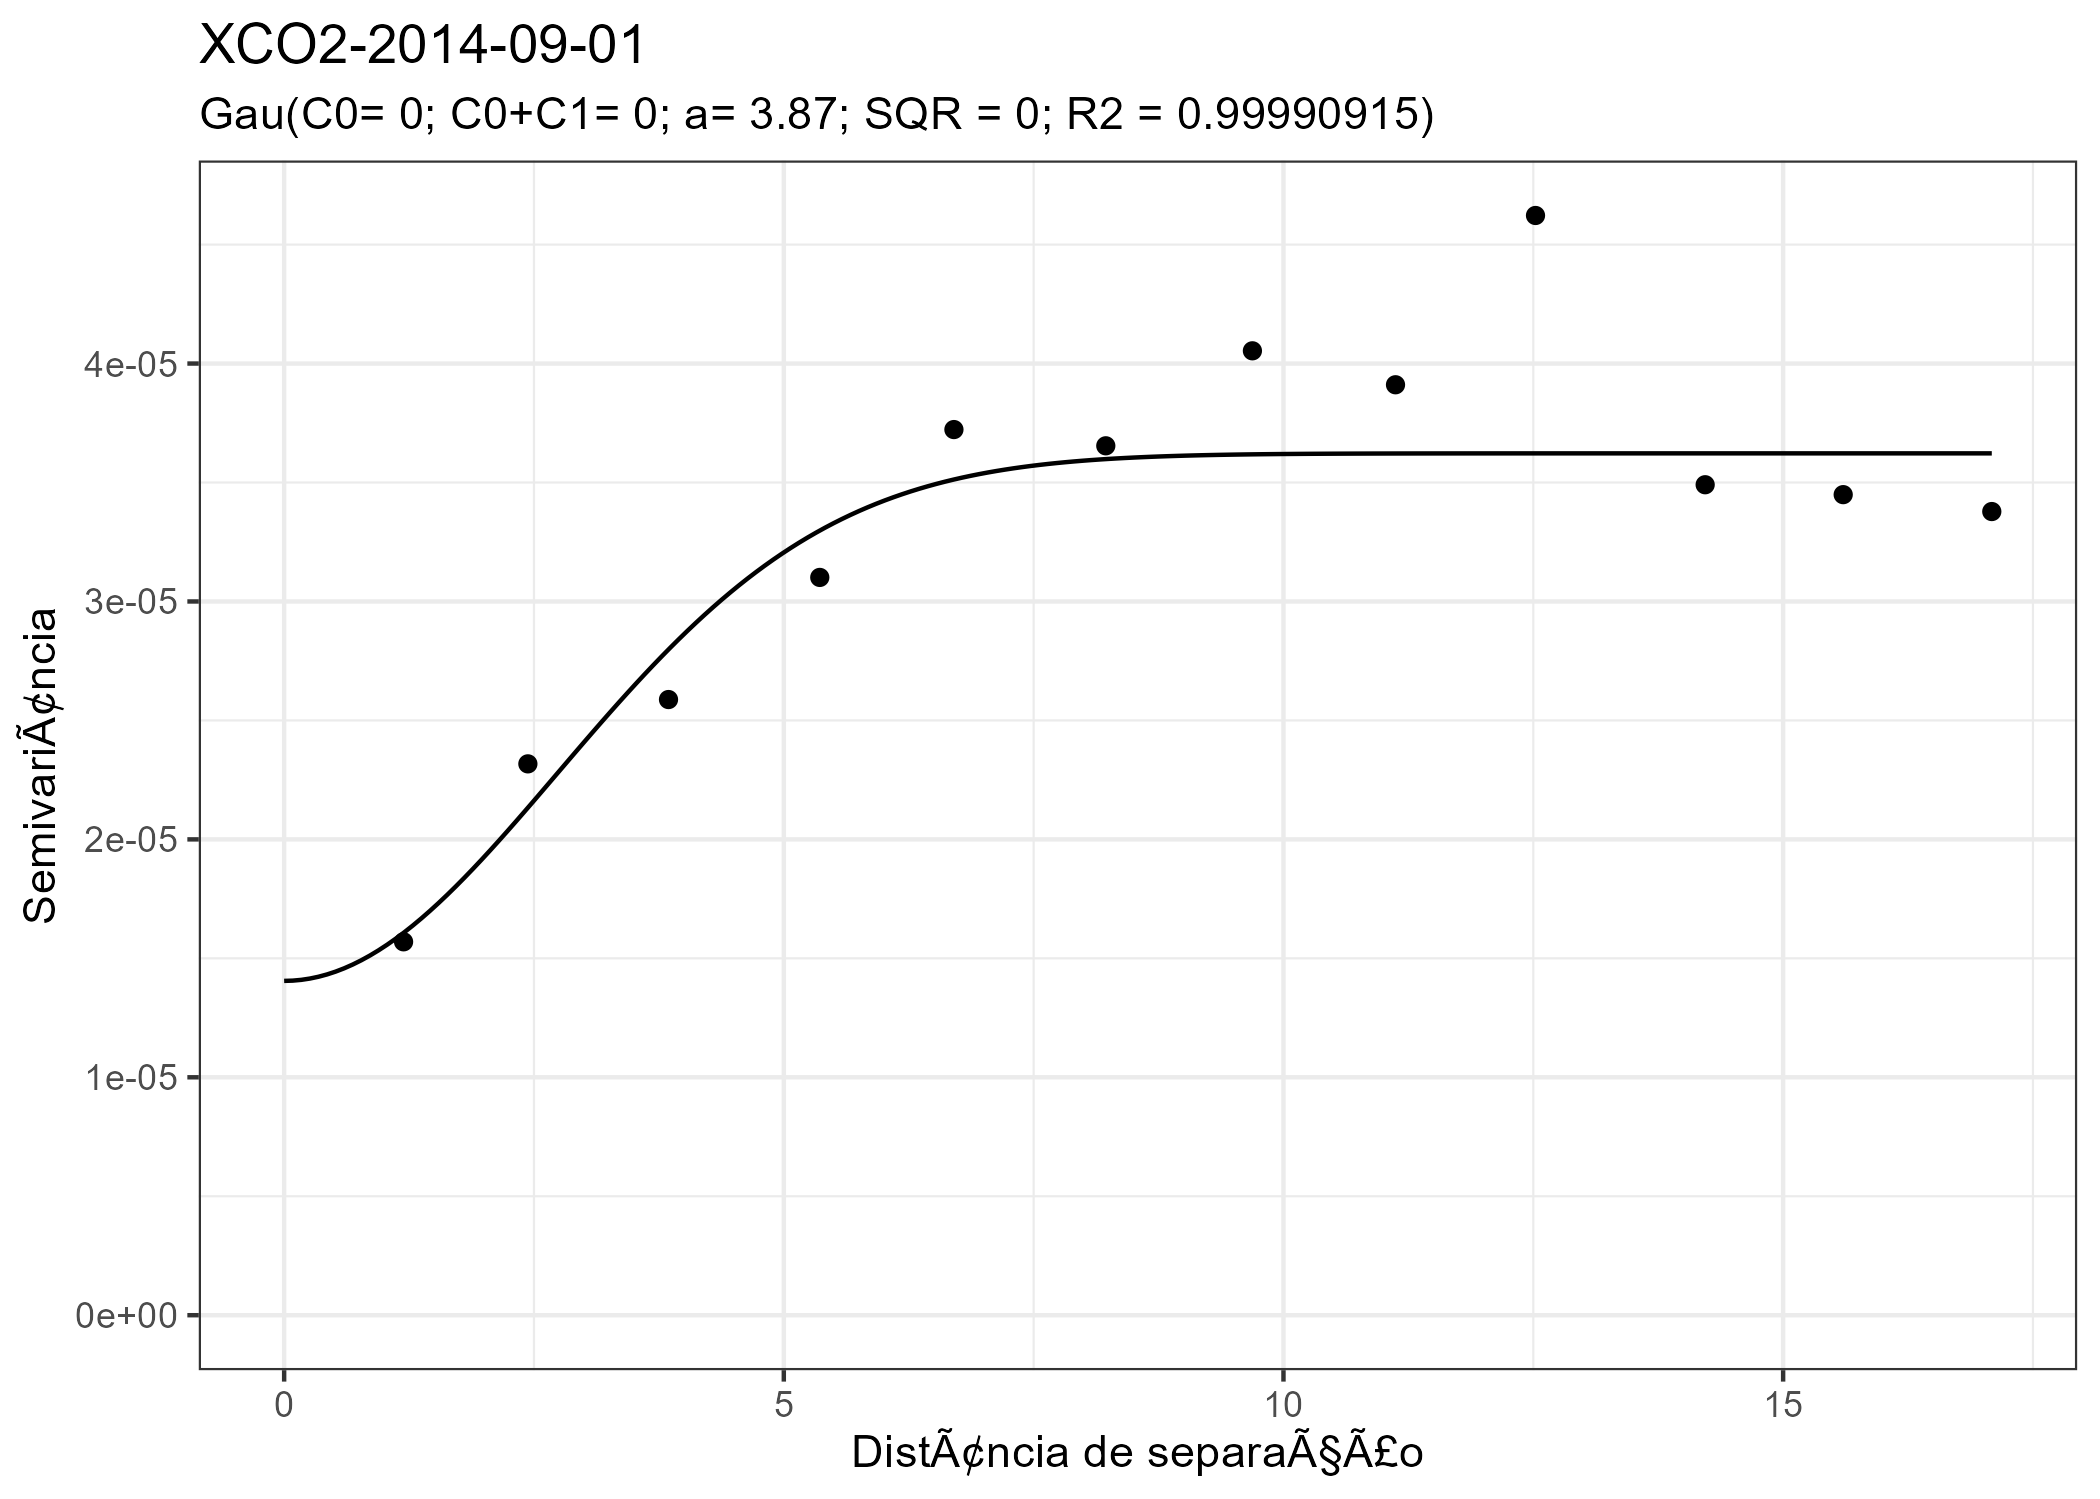 XCO2-2014-09-01
Gau(C0= 0; C0+C1= 0; a= 3.87; SQR = 0; R2 = 0.99990915)
SemivariÃ¢ncia
4e-05
3e-05
2e-05
1e-05
0e+00
0
5
10
15
DistÃ¢ncia de separaÃ§Ã£o